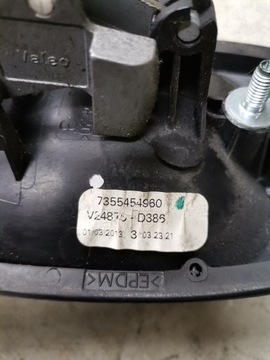 Valeo
7355454960
V24875 - D386
01/03/2013 3 03:23:21
>EPDM<